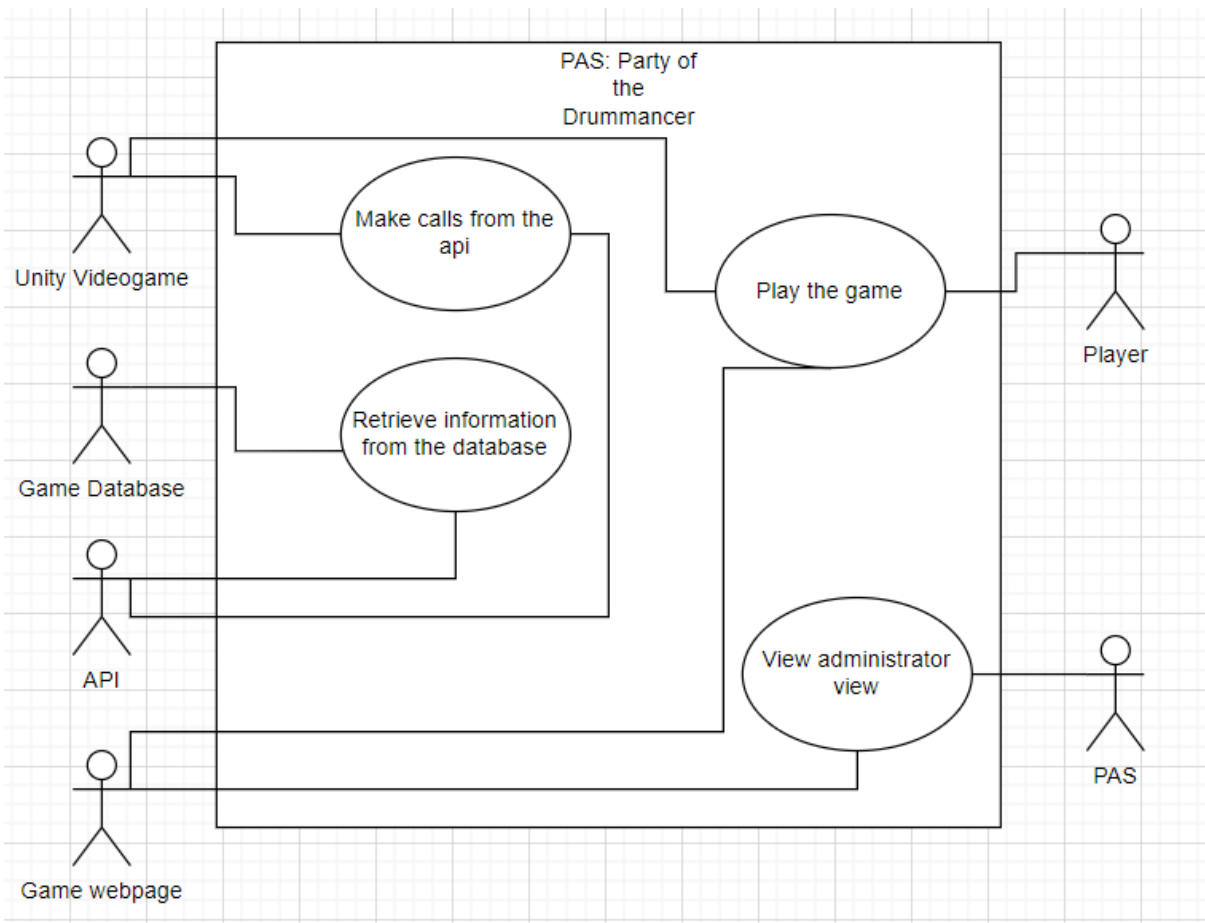 PAS: Party of
the
Drummancer
Unity Videogame
Make calls from the
api
Play the game
Player
Game Database
Retrieve information
from the database
API
View administrator
view
PAS
Game webpage